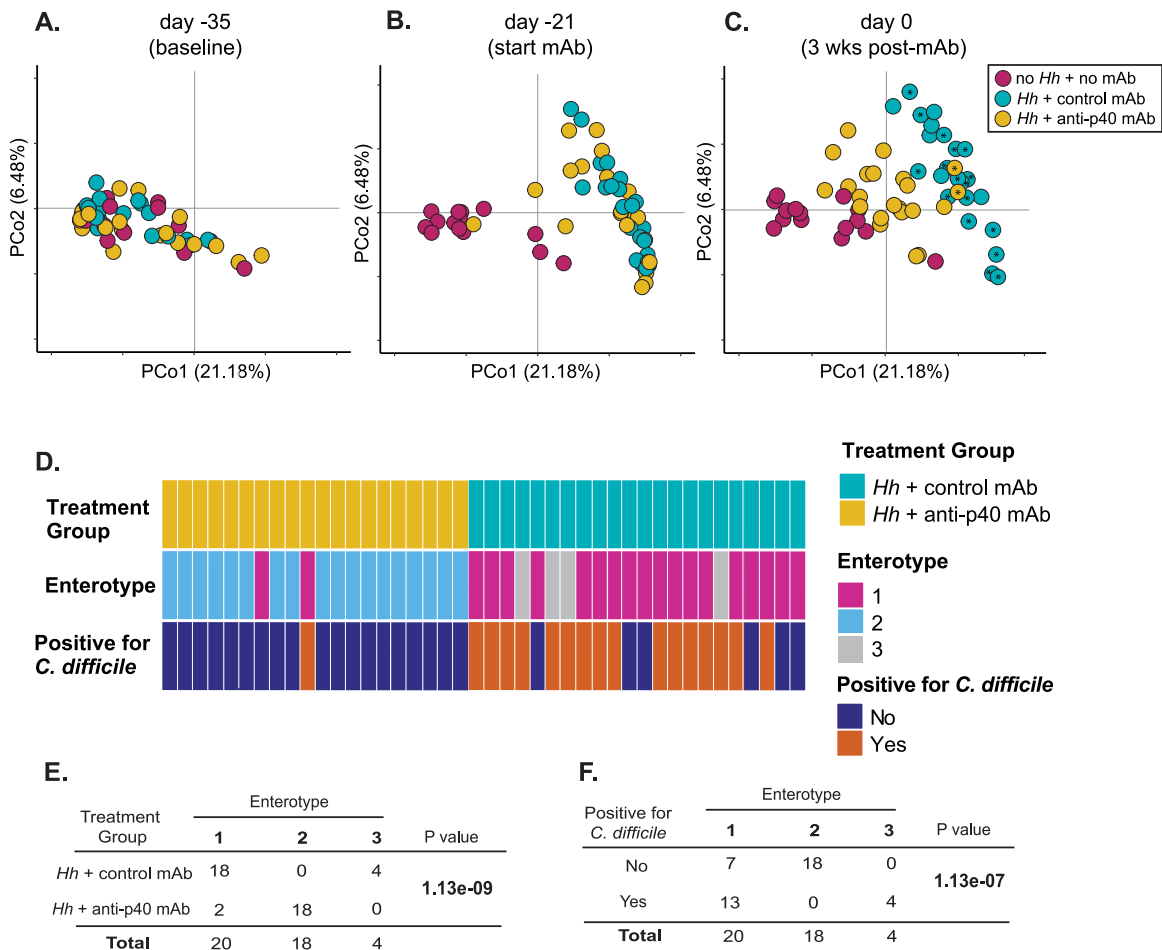 A.
day -35
(baseline)
B.
day -21
(start mAb)
C.
day 0
(3 wks post-mAb)
no Hh + no mAb
Hh + control mAb
Hh + anti-p40 mAb
PCo2 (6.48%)
PCo1 (21.18%)
PCo2 (6.48%)
PCo1 (21.18%)
PCo2 (6.48%)
PCo1 (21.18%)
D.
Treatment
Group
Enterotype
Positive for
C. difficile
Treatment Group
Hh + control mAb
Hh + anti-p40 mAb
Enterotype
1
2
3
Positive for C. difficile
No
Yes
E.
Enterotype
Treatment
Group 1 2 3 P value
Hh + control mAb 18 0 4
1.13e-09
Hh + anti-p40 mAb 2 18 0
Total 20 18 4
F.
Enterotype
Positive for
C. difficile 1 2 3 P value
No 7 18 0
1.13e-07
Yes 13 0 4
Total 20 18 4